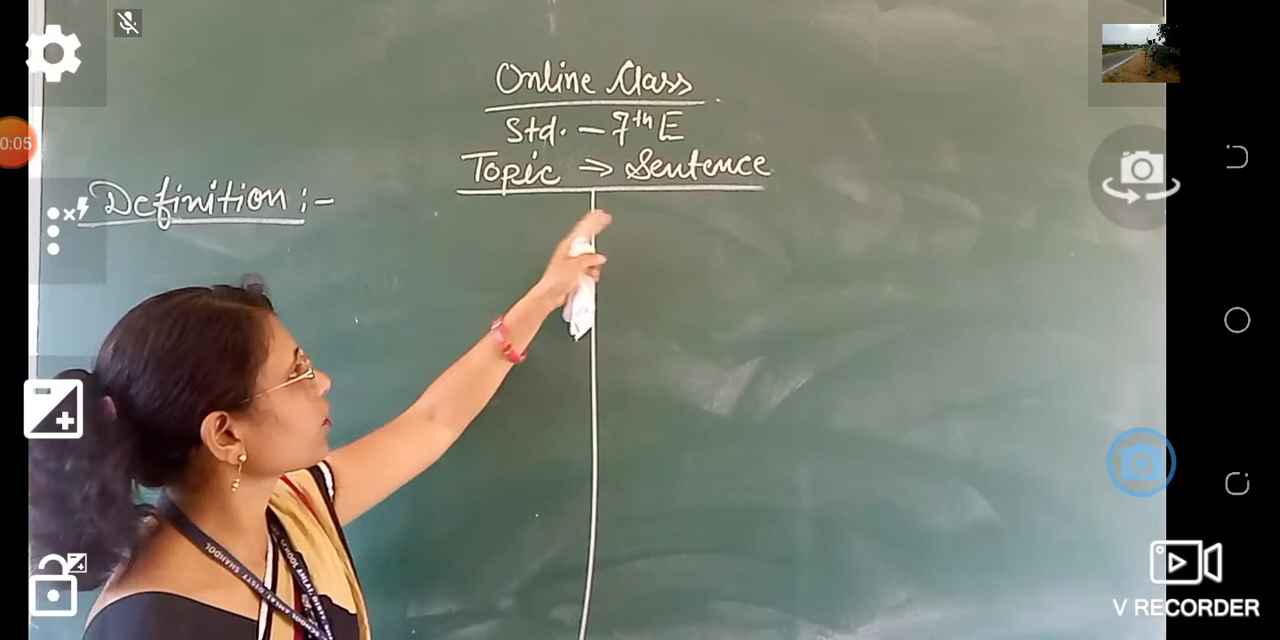 Online Class
Std. – 7th E
Topic ⇒ Sentence
Definition :-
0:05
V RECORDER